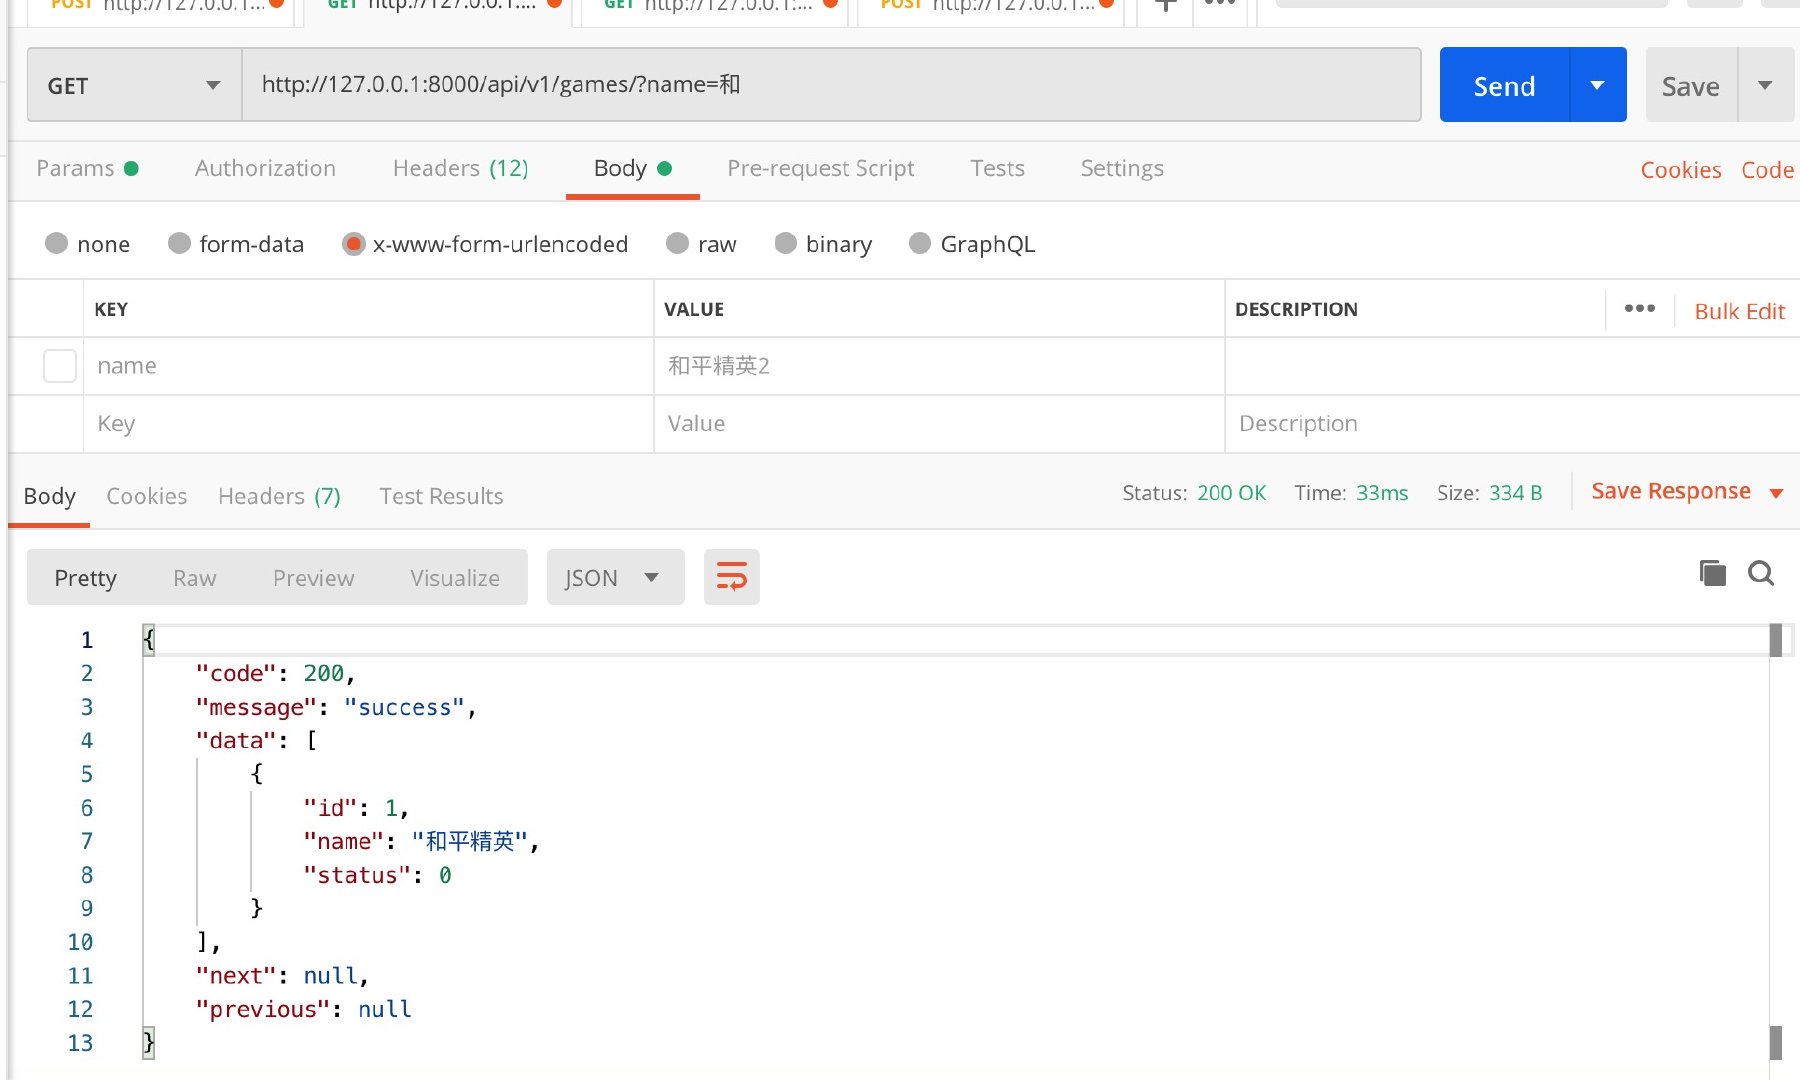 POST http://127.0.0.1...
GET http://127.0.0.1:...
GET http://127.0.0.1:...
POST http://127.0.0.1...
GET http://127.0.0.1:8000/api/v1/games/?name=和 Send Save
Params Authorization Headers (12) Body Pre-request Script Tests Settings Cookies Code
none form-data x-www-form-urlencoded raw binary GraphQL
KEY VALUE DESCRIPTION ••• Bulk Edit
name 和平精英2
Key Value Description
Body Cookies Headers (7) Test Results Status: 200 OK Time: 33ms Size: 334 B Save Response
Pretty Raw Preview Visualize JSON
1 {
2 "code": 200,
3 "message": "success",
4 "data": [
5 {
6 "id": 1,
7 "name": "和平精英",
8 "status": 0
9 }
10 ],
11 "next": null,
12 "previous": null
13 }